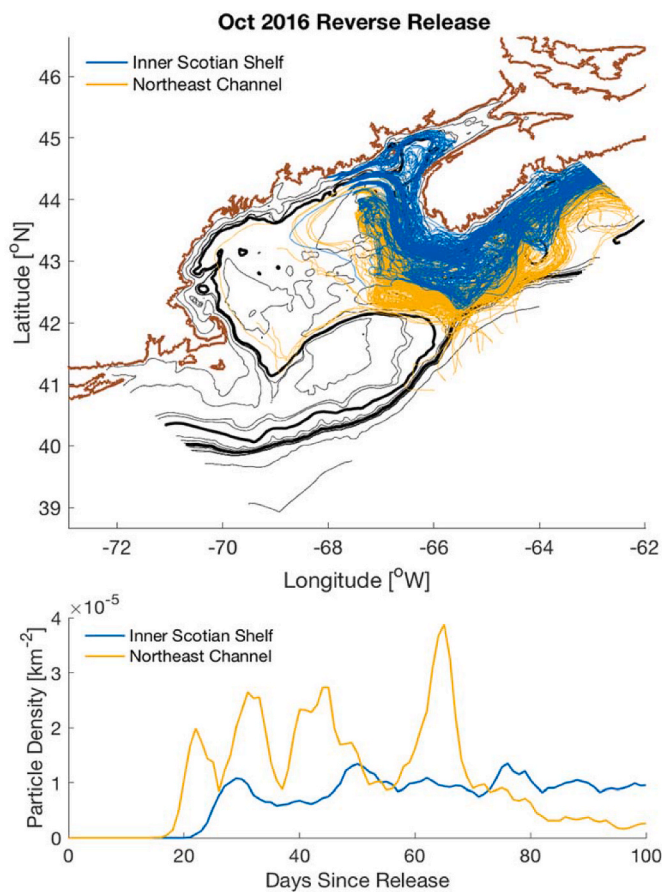 Oct 2016 Reverse Release
Inner Scotian Shelf
Northeast Channel
46
45
44
43
42
41
40
39
Latitude [°N]
-72
-70
-68
-66
-64
-62
Longitude [°W]
×10⁻⁵
4
3
2
1
0
Particle Density [km⁻²]
Inner Scotian Shelf
Northeast Channel
0
20
40
60
80
100
Days Since Release